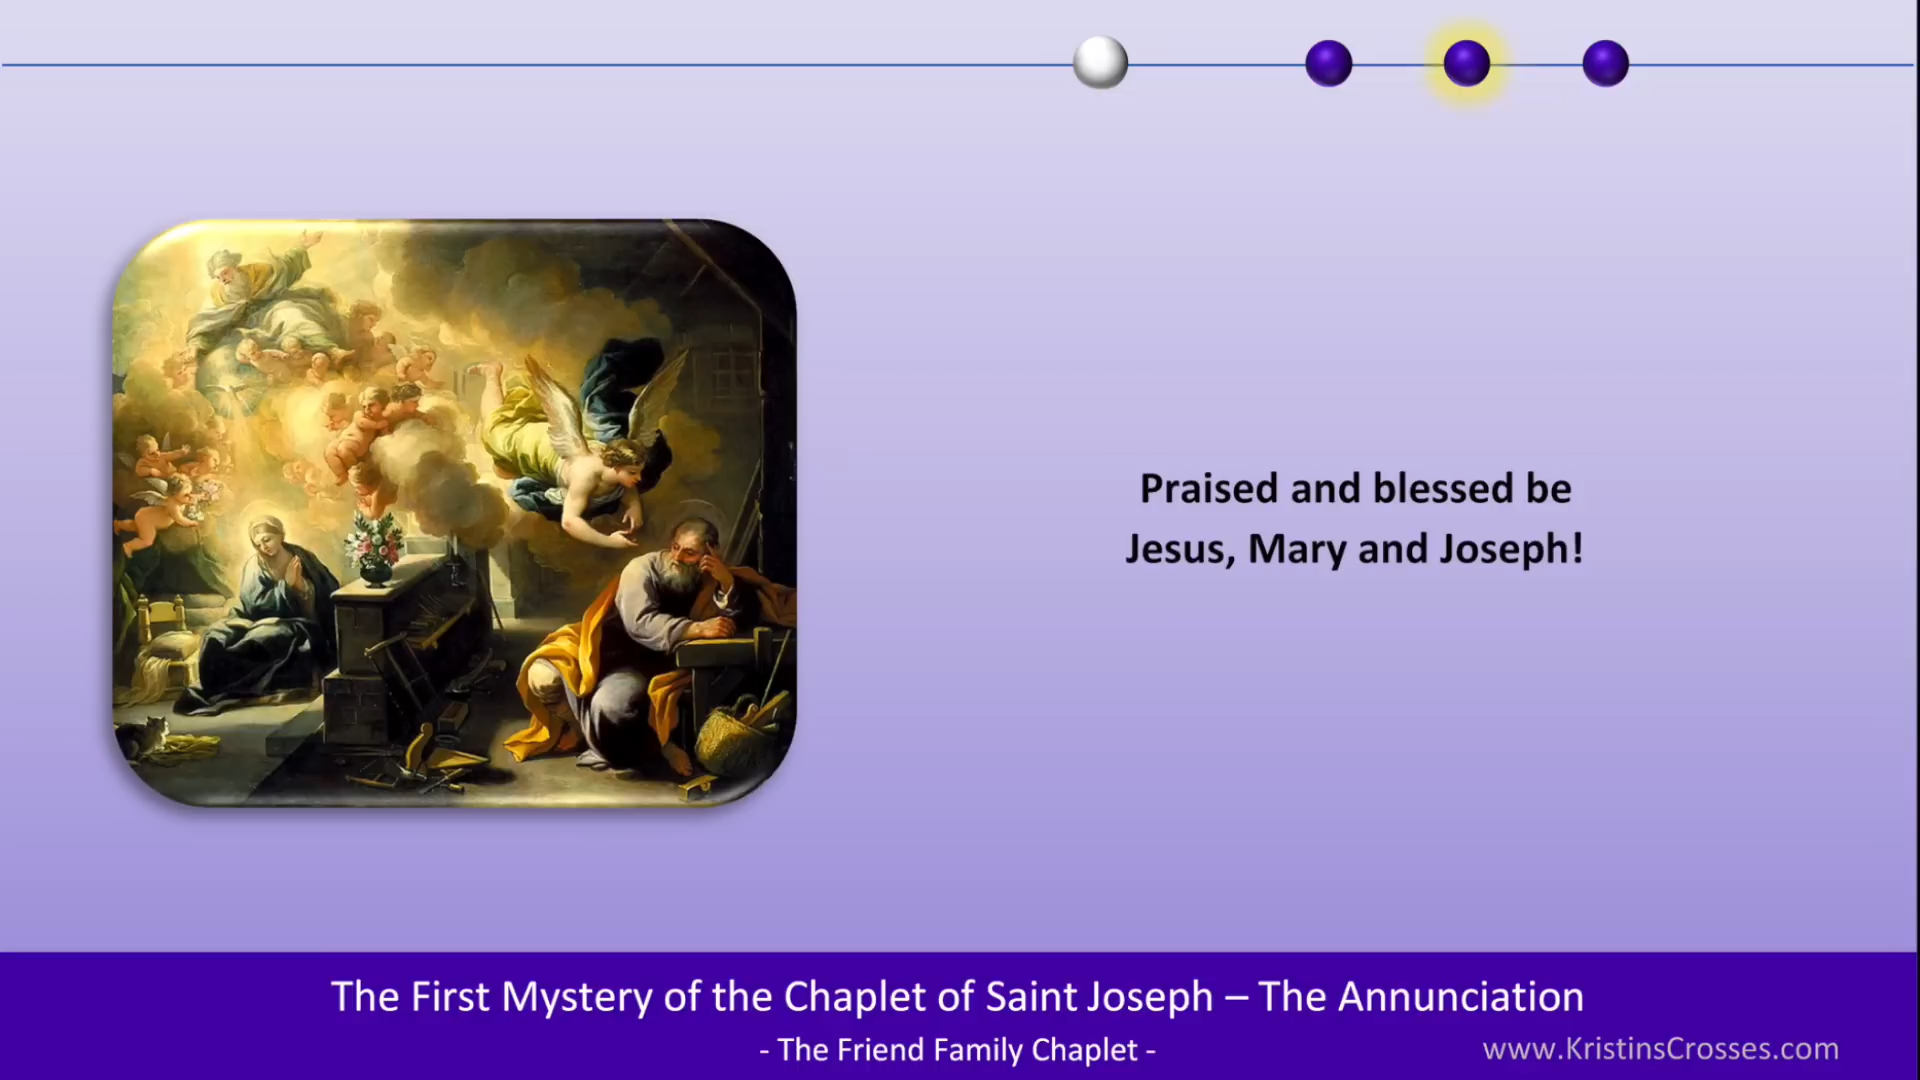 Praised and blessed be
Jesus, Mary and Joseph!
The First Mystery of the Chaplet of Saint Joseph – The Annunciation
- The Friend Family Chaplet -
www.KristinsCrosses.com